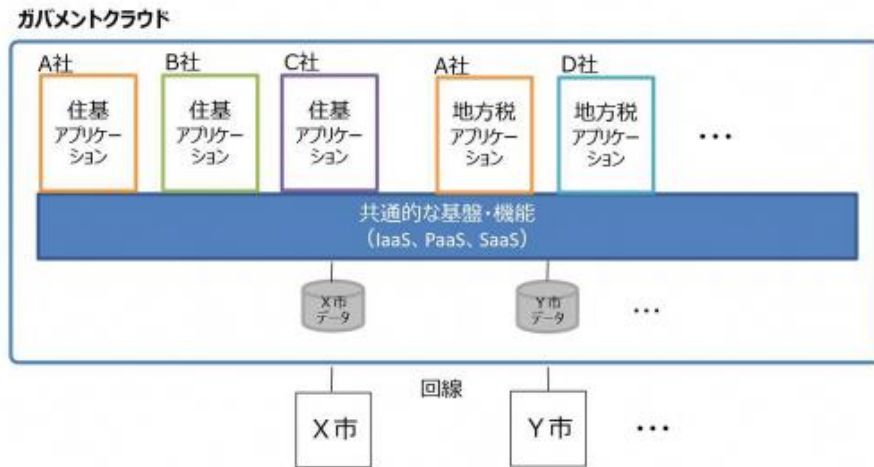 ガバメントクラウド
A社
B社
C社
A社
D社
住基
アプリケー
ション
住基
アプリケー
ション
住基
アプリケー
ション
地方税
アプリケー
ション
地方税
アプリケー
ション
・・・
共通的な基盤・機能
（IaaS、PaaS、SaaS）
X市
データ
Y市
データ
・・・
回線
X市
Y市
・・・